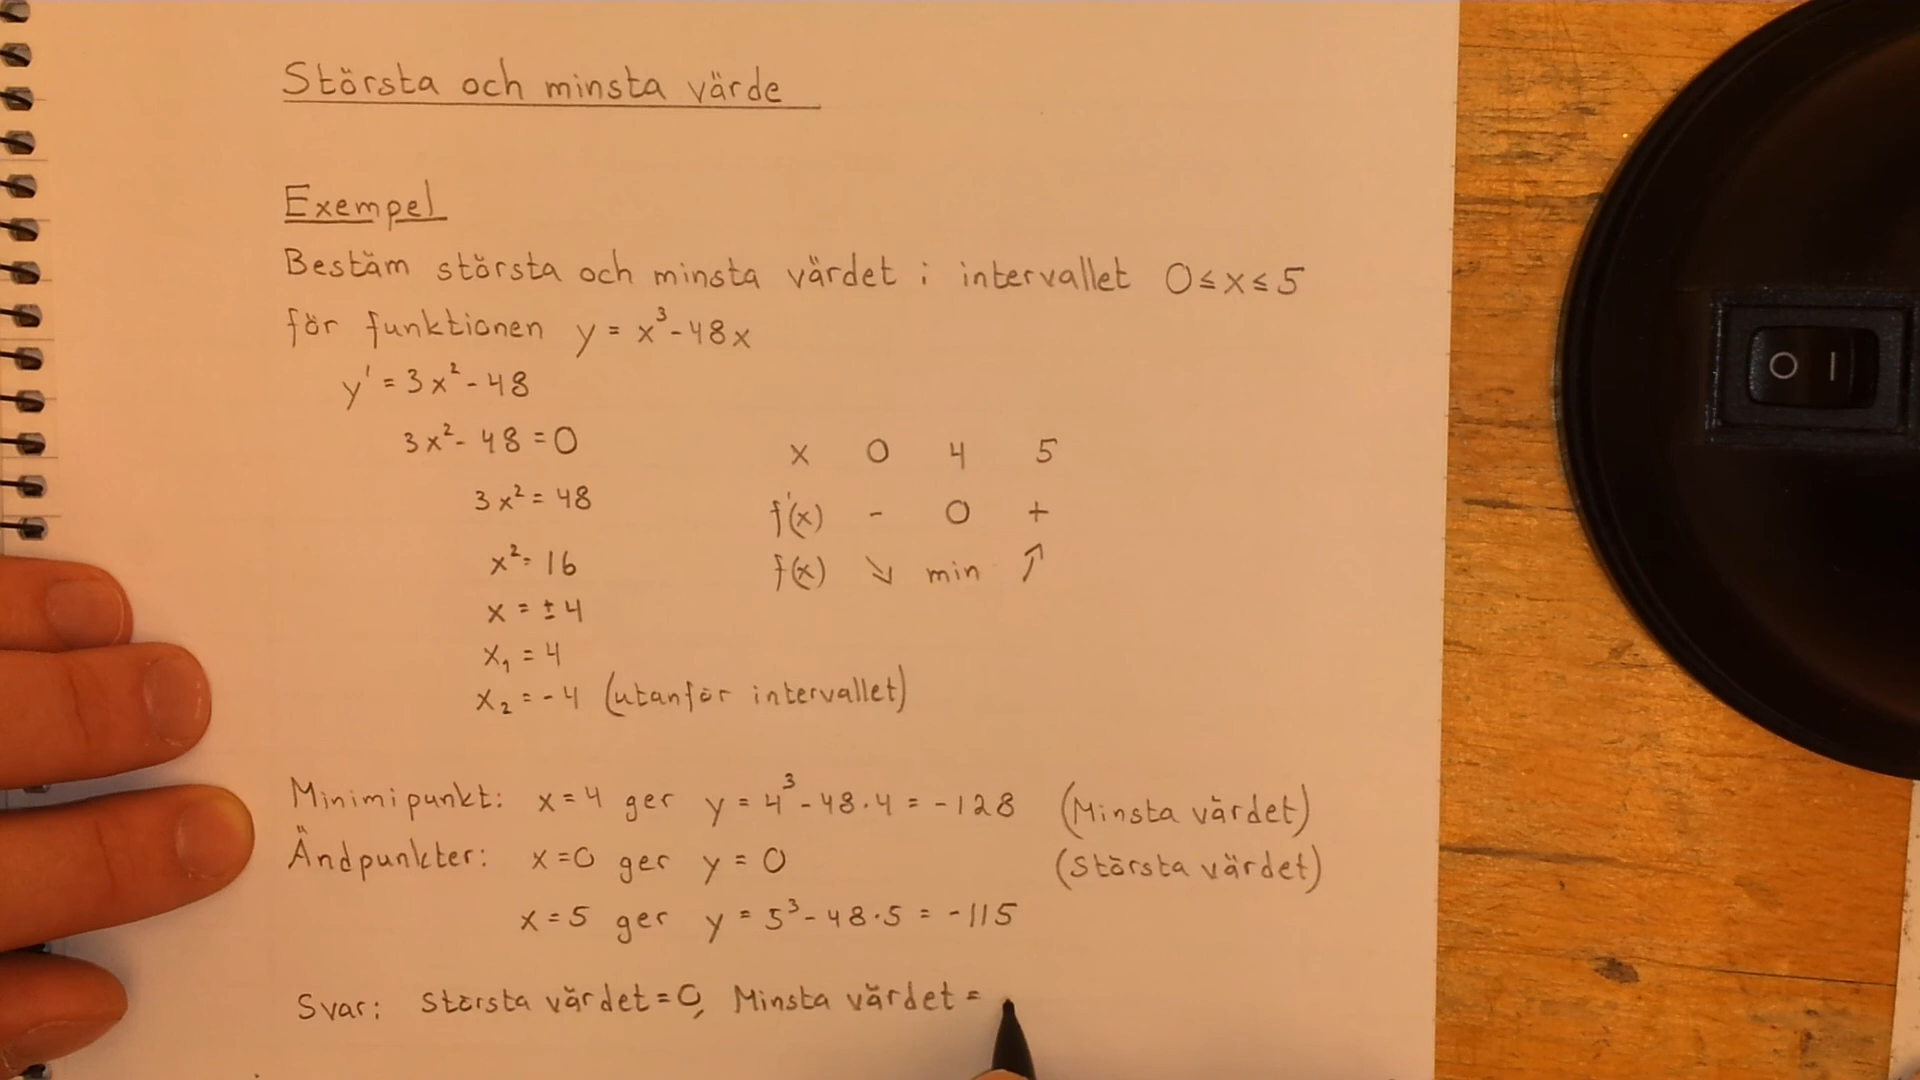 Största och minsta värde
Exempel
Bestäm största och minsta värdet i intervallet 0≤x≤5
för funktionen y = x³-48x
y' = 3x²-48
3x²-48=0
3x²=48
x²=16
x = ±4
x₁ = 4
x₂ = -4 (utanför intervallet)
x 0 4 5
f'(x) - 0 +
f(x) ↘ min ↗
Minimipunkt: x=4 ger y = 4³-48·4 = -128 (Minsta värdet)
Ändpunkter: x=0 ger y = 0 (Största värdet)
x=5 ger y = 5³-48·5 = -115
Svar: Största värdet=0, Minsta värdet =